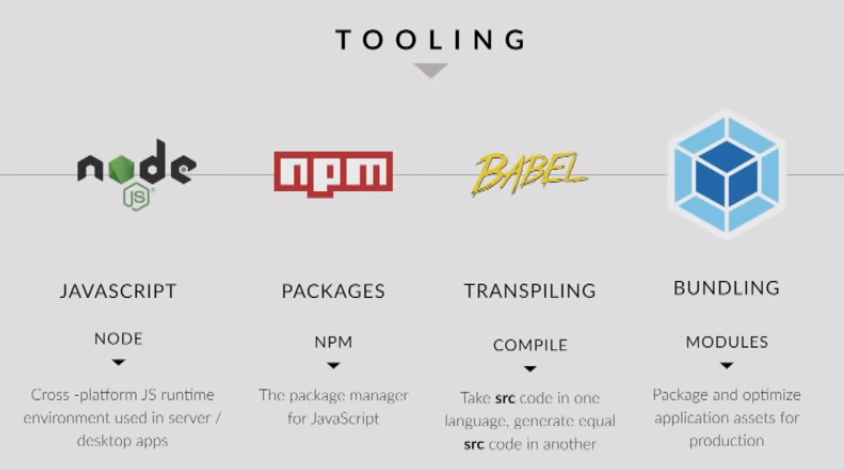 TOOLING
node
JS
npm
BABEL
JAVASCRIPT
PACKAGES
TRANSPILING
BUNDLING
NODE
NPM
COMPILE
MODULES
Cross -platform JS runtime
environment used in server /
desktop apps
The package manager
for JavaScript
Take src code in one
language, generate equal
src code in another
Package and optimize
application assets for
production